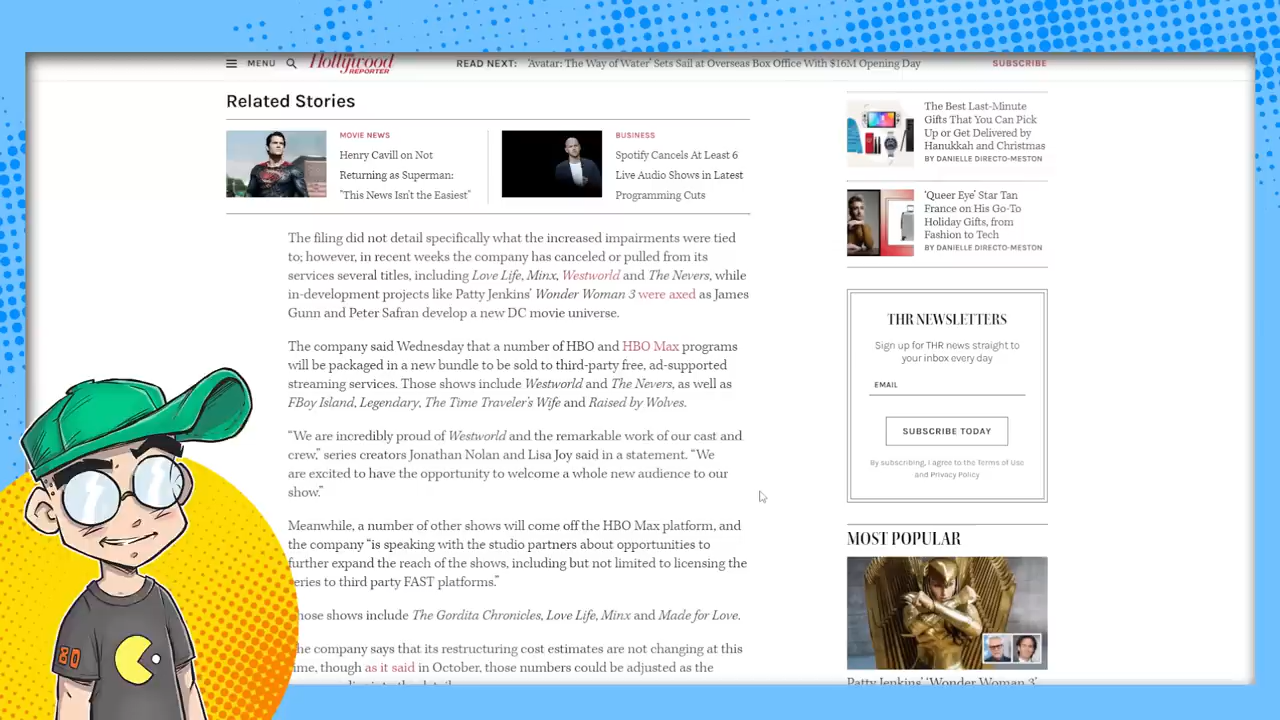 MENU
Hollywood
REPORTER
READ NEXT: 'Avatar: The Way of Water' Sets Sail at Overseas Box Office With $16M Opening Day
SUBSCRIBE
Related Stories
MOVIE NEWS
Henry Cavill on Not
Returning as Superman:
"This News Isn't the Easiest"
BUSINESS
Spotify Cancels At Least 6
Live Audio Shows in Latest
Programming Cuts
The filing did not detail specifically what the increased impairments were tied
to; however, in recent weeks the company has canceled or pulled from its
services several titles, including Love Life, Minx, Westworld and The Nevers, while
in-development projects like Patty Jenkins' Wonder Woman 3 were axed as James
Gunn and Peter Safran develop a new DC movie universe.
The company said Wednesday that a number of HBO and HBO Max programs
will be packaged in a new bundle to be sold to third-party free, ad-supported
streaming services. Those shows include Westworld and The Nevers, as well as
FBoy Island, Legendary, The Time Traveler's Wife and Raised by Wolves.
“We are incredibly proud of Westworld and the remarkable work of our cast and
crew,” series creators Jonathan Nolan and Lisa Joy said in a statement. “We
are excited to have the opportunity to welcome a whole new audience to our
show.”
Meanwhile, a number of other shows will come off the HBO Max platform, and
the company “is speaking with the studio partners about opportunities to
further expand the reach of the shows, including but not limited to licensing the
eries to third party FAST platforms.”
hose shows include The Gordita Chronicles, Love Life, Minx and Made for Love.
he company says that its restructuring cost estimates are not changing at this
me, though as it said in October, those numbers could be adjusted as the
The Best Last-Minute
Gifts That You Can Pick
Up or Get Delivered by
Hanukkah and Christmas
BY DANIELLE DIRECTO-MESTON
'Queer Eye' Star Tan
France on His Go-To
Holiday Gifts, from
Fashion to Tech
BY DANIELLE DIRECTO-MESTON
THR NEWSLETTERS
Sign up for THR news straight to
your inbox every day
EMAIL
SUBSCRIBE TODAY
By subscribing, I agree to the Terms of Use
and Privacy Policy
MOST POPULAR
Patty Jenkins' 'Wonder Woman 3'
80